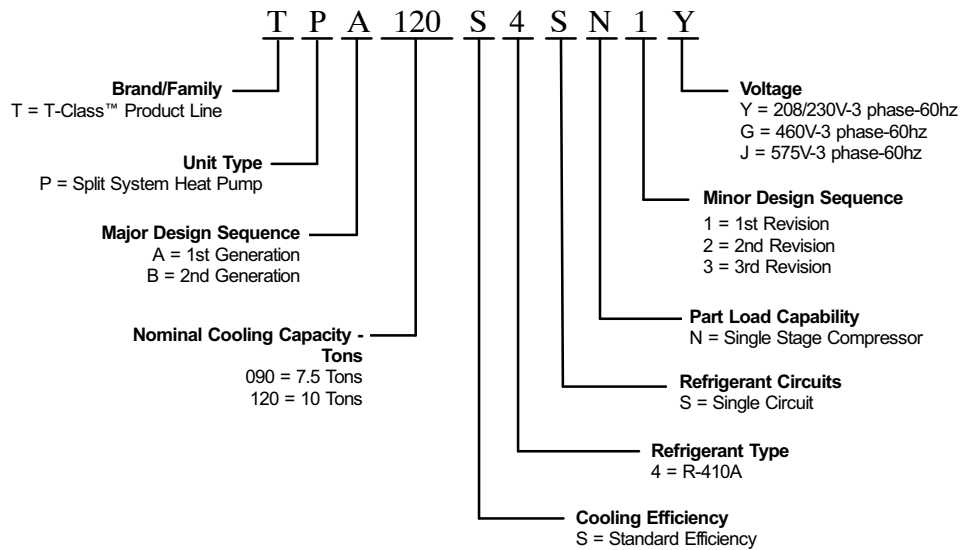 T P A 120 S 4 S N 1 Y
Brand/Family
T = T-Class™ Product Line
Unit Type
P = Split System Heat Pump
Major Design Sequence
A = 1st Generation
B = 2nd Generation
Nominal Cooling Capacity -
Tons
090 = 7.5 Tons
120 = 10 Tons
Voltage
Y = 208/230V-3 phase-60hz
G = 460V-3 phase-60hz
J = 575V-3 phase-60hz
Minor Design Sequence
1 = 1st Revision
2 = 2nd Revision
3 = 3rd Revision
Part Load Capability
N = Single Stage Compressor
Refrigerant Circuits
S = Single Circuit
Refrigerant Type
4 = R-410A
Cooling Efficiency
S = Standard Efficiency